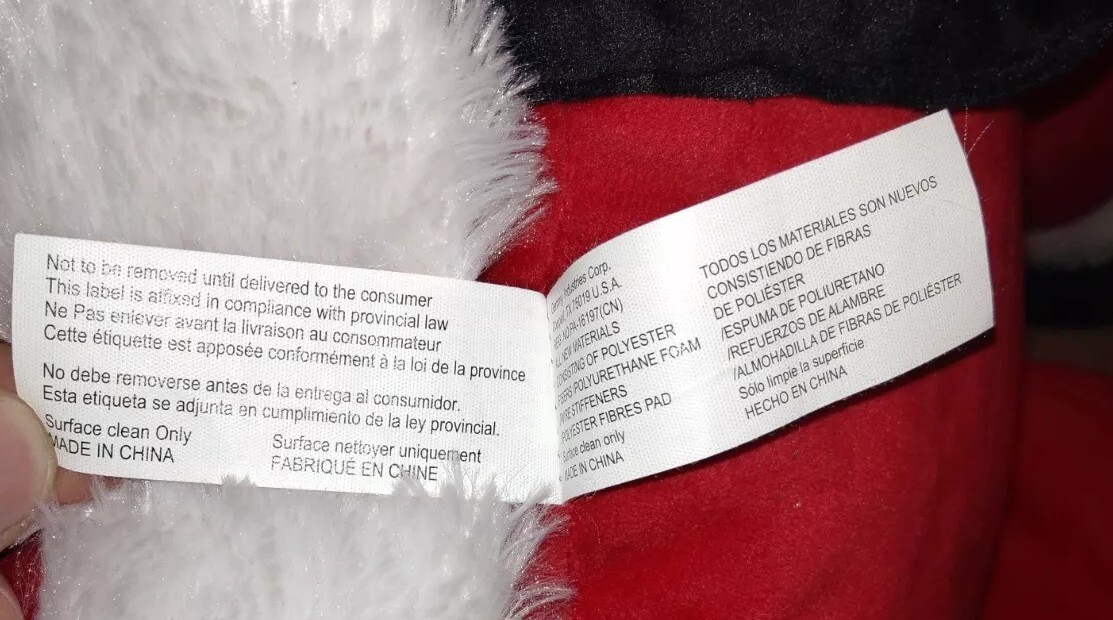 Not to be removed until delivered to the consumer
This label is affixed in compliance with provincial law
Ne Pas enlever avant la livraison au consommateur
Cette étiquette est apposée conformément à la loi de la province
No debe removerse antes de la entrega al consumidor.
Esta etiqueta se adjunta en cumplimiento de la ley provincial.
Surface clean Only
MADE IN CHINA
Surface nettoyer uniquement
FABRIQUÉ EN CHINE
Industries Corp.
TX 75019 U.S.A.
NO PA-16197(CN)
NEW MATERIALS
CONSISTING OF POLYESTER
POLYURETHANE FOAM
STIFFENERS
POLYESTER FIBRES PAD
Surface clean only
MADE IN CHINA
TODOS LOS MATERIALES SON NUEVOS
CONSISTIENDO DE FIBRAS
DE POLIÉSTER
/ESPUMA DE POLIURETANO
/REFUERZOS DE ALAMBRE
/ALMOHADILLA DE FIBRAS DE POLIÉSTER
Sólo limpie la superficie
HECHO EN CHINA